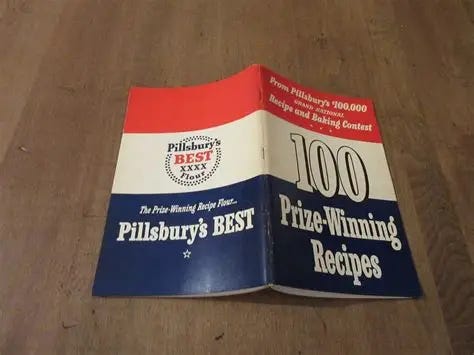 Pillsbury's
BEST
XXXX
Flour
The Prize-Winning Recipe Flour...
Pillsbury's BEST
From Pillsbury's $100,000
GRAND NATIONAL
Recipe and Baking Contest
100
Prize-Winning
Recipes